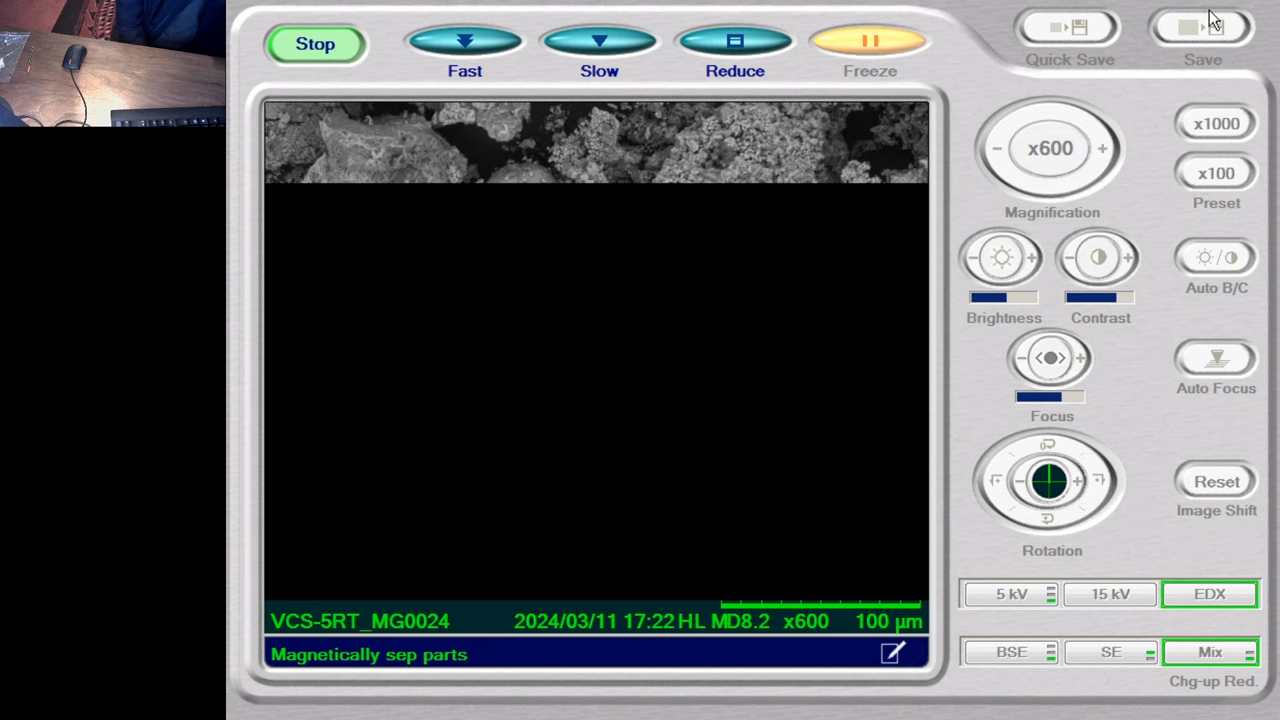 Stop
Fast
Slow
Reduce
Freeze
Quick Save
Save
x600
Magnification
x1000
x100
Preset
Brightness
Contrast
Auto B/C
Focus
Auto Focus
Rotation
Reset
Image Shift
5 kV
15 kV
EDX
BSE
SE
Mix
Chg-up Red.
VCS-5RT_MG0024 2024/03/11 17:22 HL MD8.2 x600 100 µm
Magnetically sep parts